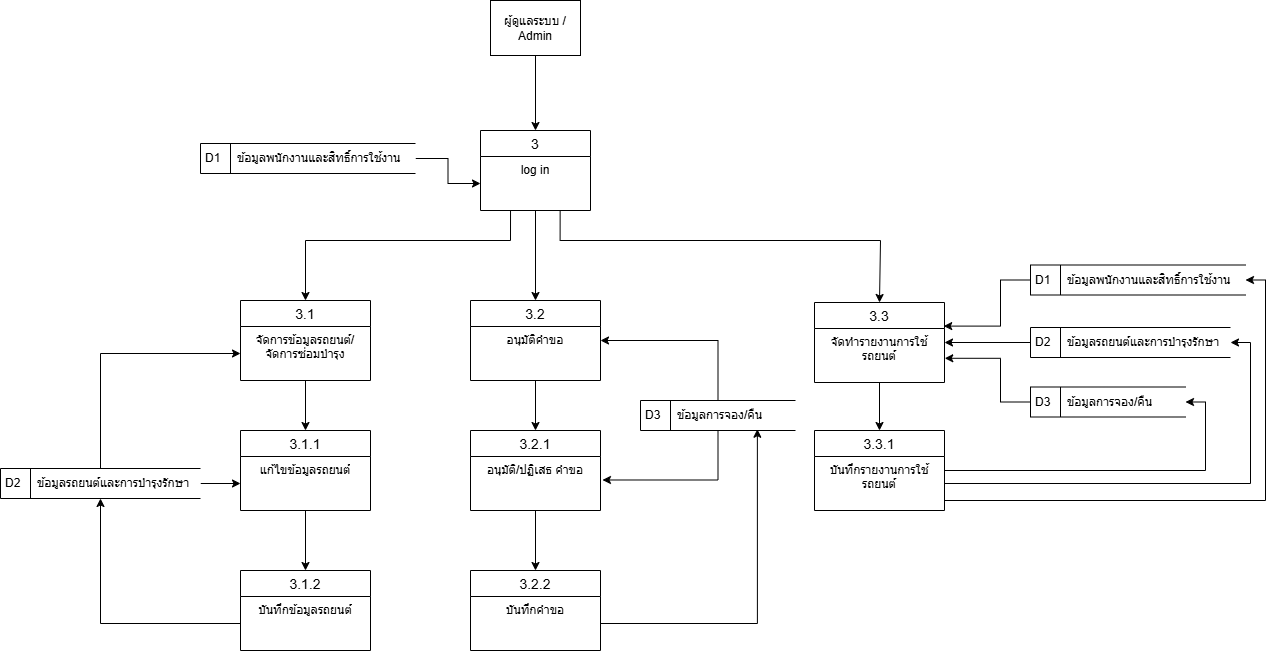 ผู้ดูแลระบบ /
Admin
3
log in
D1 ข้อมูลพนักงานและสิทธิ์การใช้งาน
3.1
จัดการข้อมูลรถยนต์/
จัดการซ่อมบำรุง
3.2
อนุมัติคำขอ
3.3
จัดทำรายงานการใช้
รถยนต์
D1 ข้อมูลพนักงานและสิทธิ์การใช้งาน
D2 ข้อมูลรถยนต์และการบำรุงรักษา
D3 ข้อมูลการจอง/คืน
D3 ข้อมูลการจอง/คืน
3.1.1
แก้ไขข้อมูลรถยนต์
3.2.1
อนุมัติ/ปฏิเสธ คำขอ
3.3.1
บันทึกรายงานการใช้
รถยนต์
D2 ข้อมูลรถยนต์และการบำรุงรักษา
3.1.2
บันทึกข้อมูลรถยนต์
3.2.2
บันทึกคำขอ